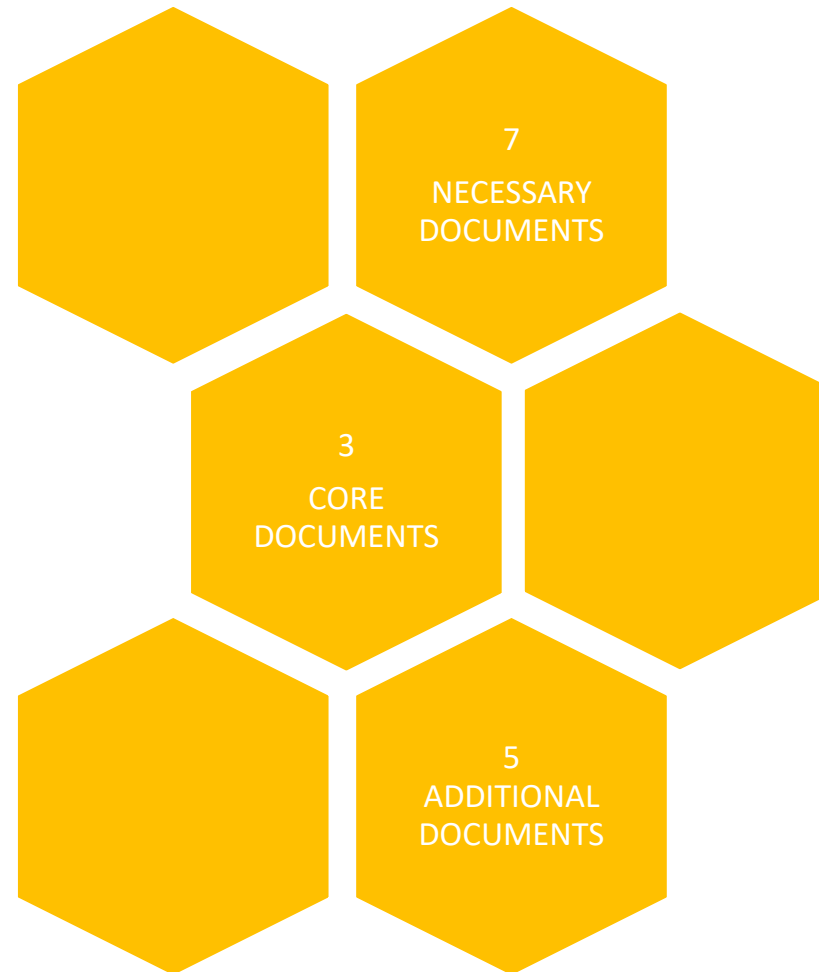 7
NECESSARY
DOCUMENTS
3
CORE
DOCUMENTS
5
ADDITIONAL
DOCUMENTS